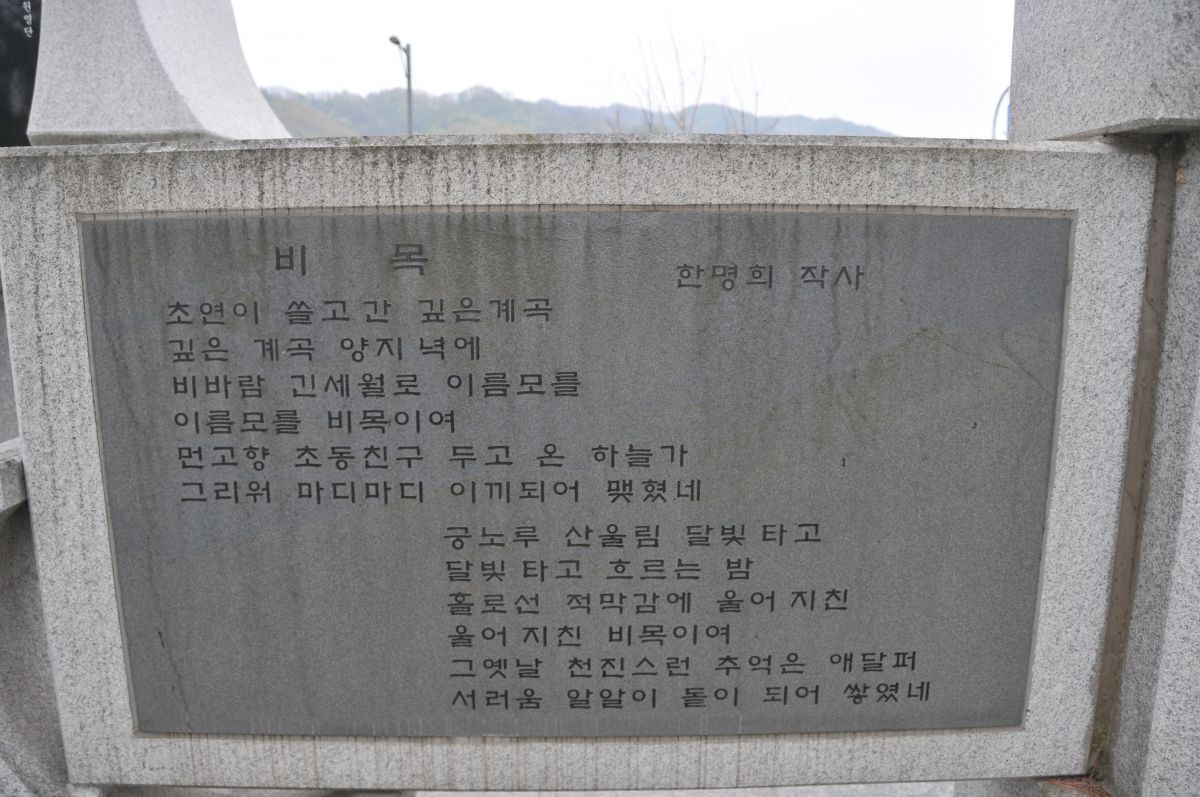 비 목
한명희 작사
초연이 쓸고간 깊은계곡
깊은 계곡 양지녘에
비바람 긴세월로 이름모를
이름모를 비목이여
먼고향 초동친구 두고 온 하늘가
그리워 마디마디 이끼되어 맺혔네
궁노루 산울림 달빛타고
달빛타고 흐르는 밤
홀로선 적막감에 울어지친
울어지친 비목이여
그옛날 천진스런 추억은 애달퍼
서러움 알알이 돌이 되어 쌓였네